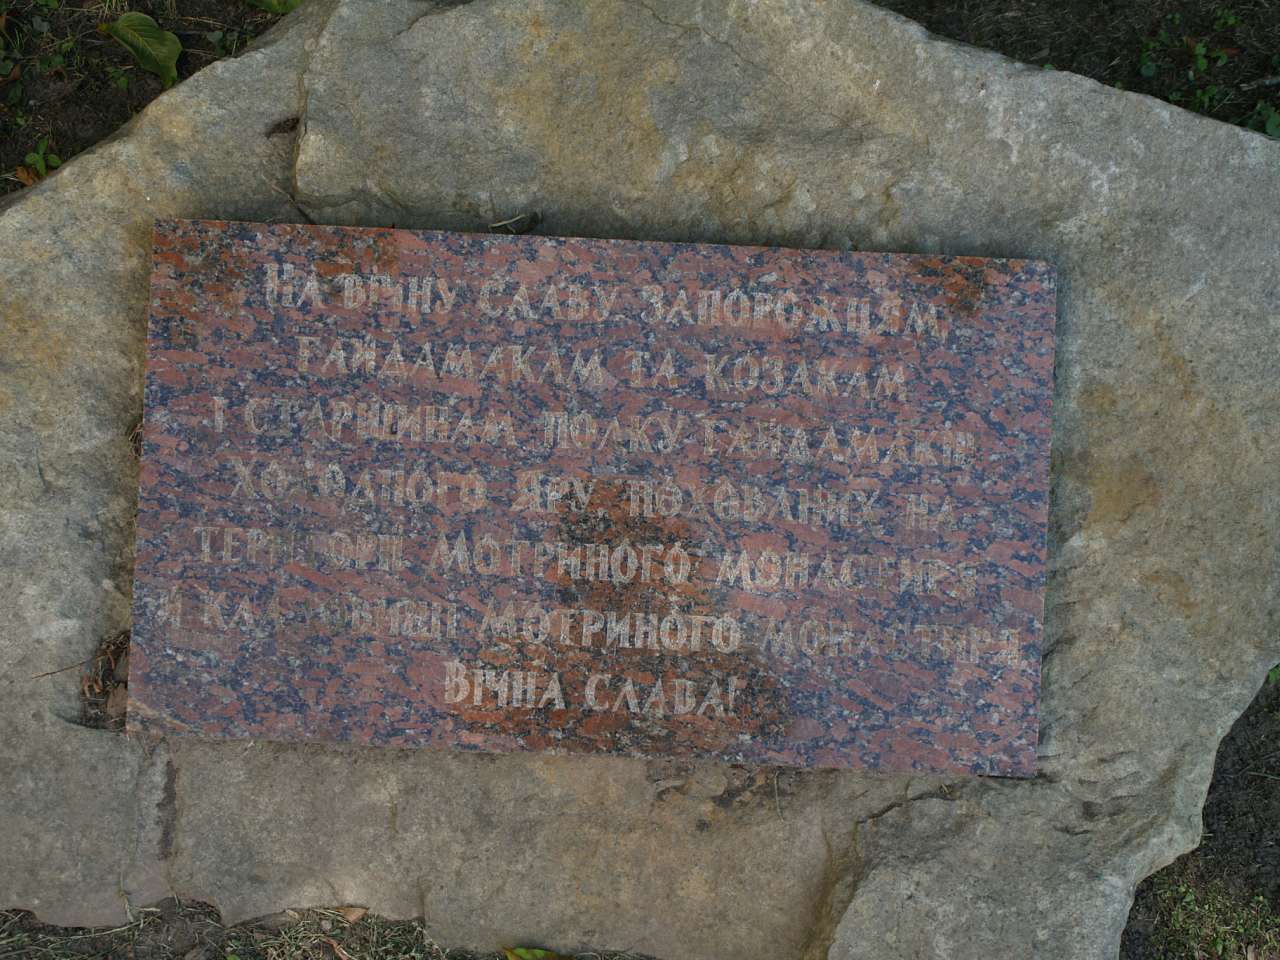 На вічну славу запорожцям,
гайдамакам та козакам
і старшинам полку гайдамаків
Холодного Яру похованих на
території Мотриного монастиря
Мотриного монастиря
Вічна слава!